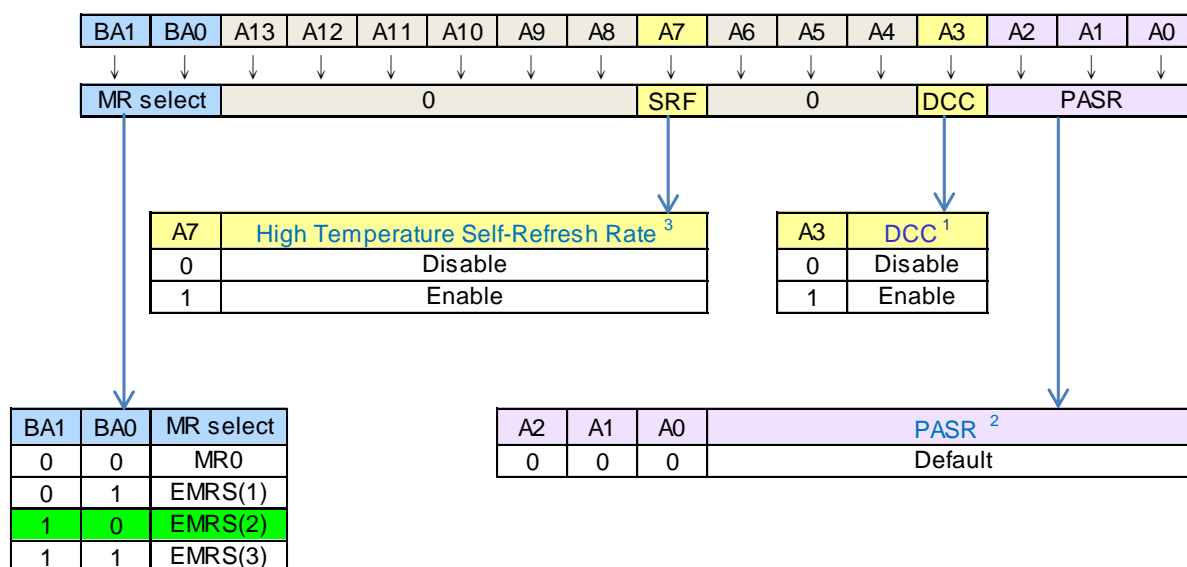 BA1 BA0 A13 A12 A11 A10 A9 A8 A7 A6 A5 A4 A3 A2 A1 A0
MR select 0 SRF 0 DCC PASR
A7 High Temperature Self-Refresh Rate 3
0 Disable
1 Enable
A3 DCC 1
0 Disable
1 Enable
BA1 BA0 MR select
0 0 MR0
0 1 EMRS(1)
1 0 EMRS(2)
1 1 EMRS(3)
A2 A1 A0 PASR 2
0 0 0 Default